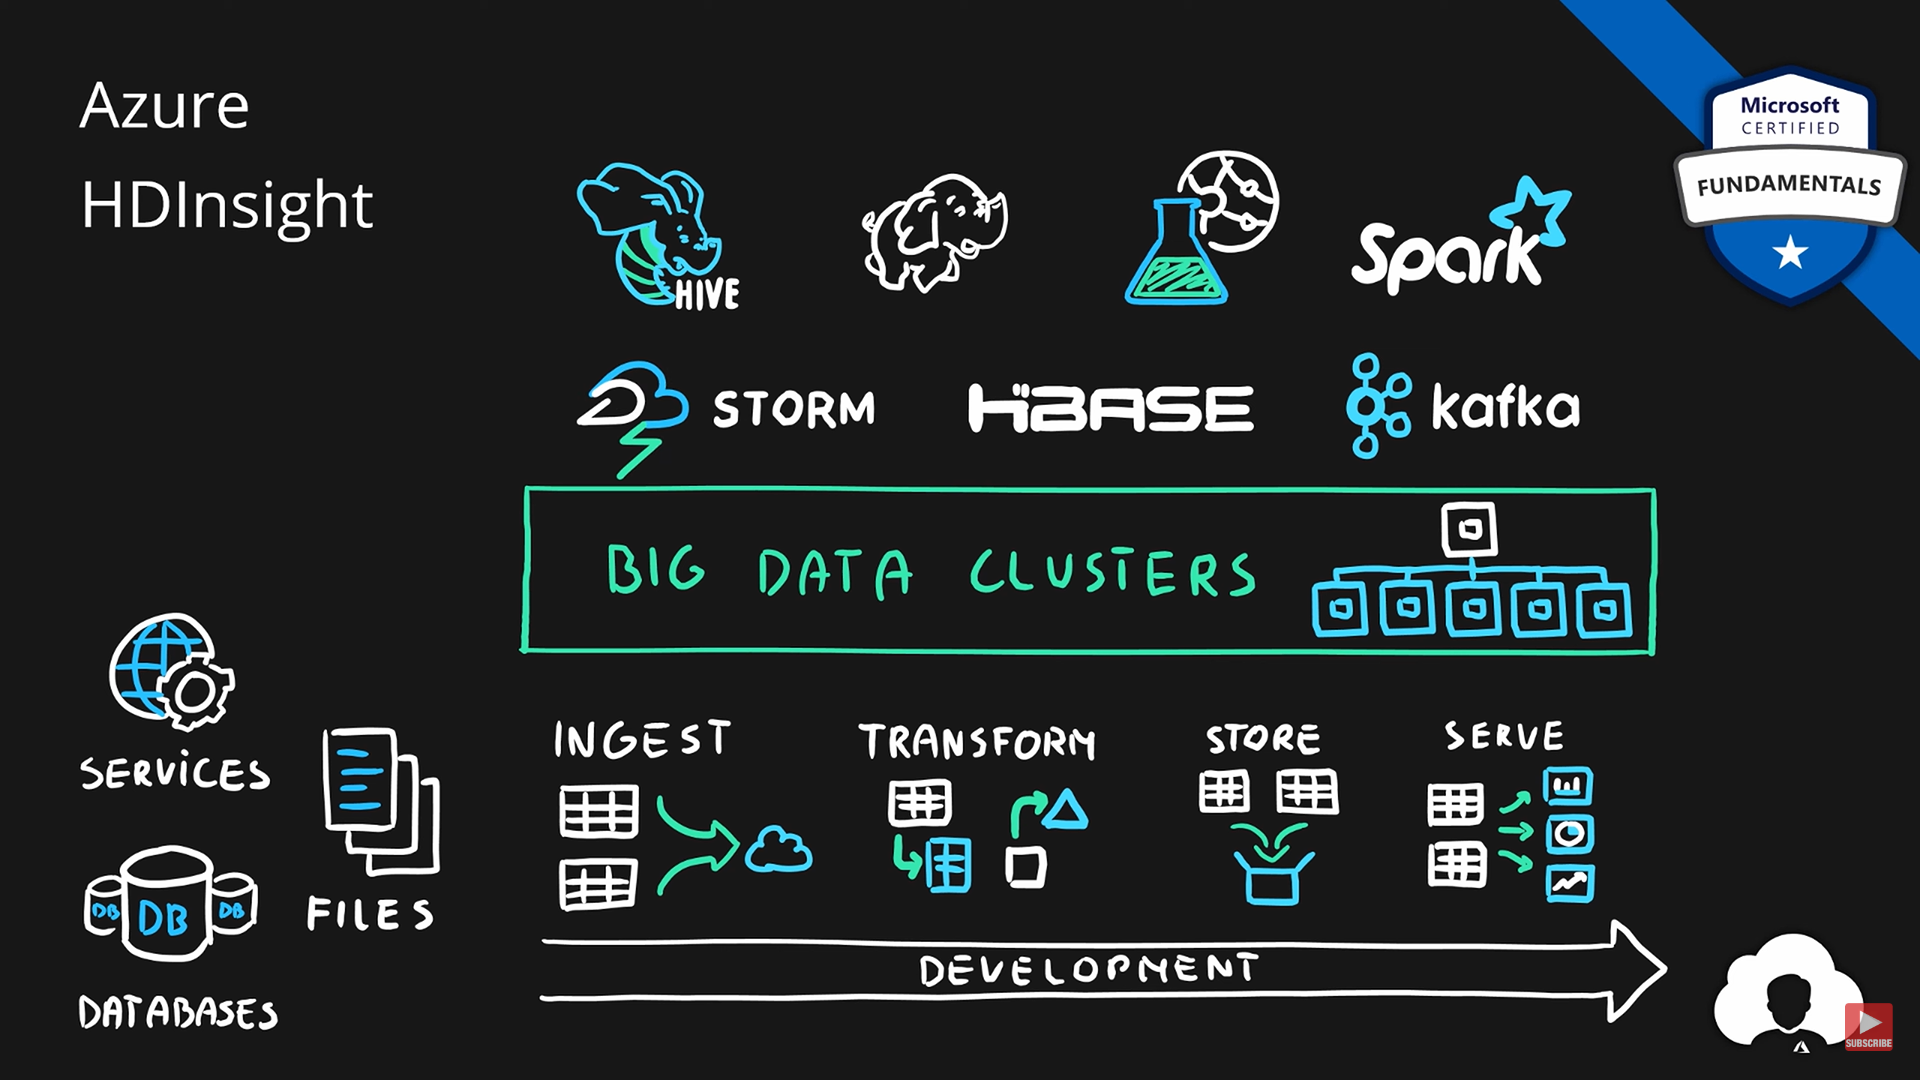 Azure
HDInsight
Microsoft
CERTIFIED
FUNDAMENTALS
HIVE
Spark
STORM
HBASE
kafka
BIG DATA CLUSTERS
SERVICES
FILES
DB DB DB
DATABASES
INGEST
TRANSFORM
STORE
SERVE
DEVELOPMENT
SUBSCRIBE